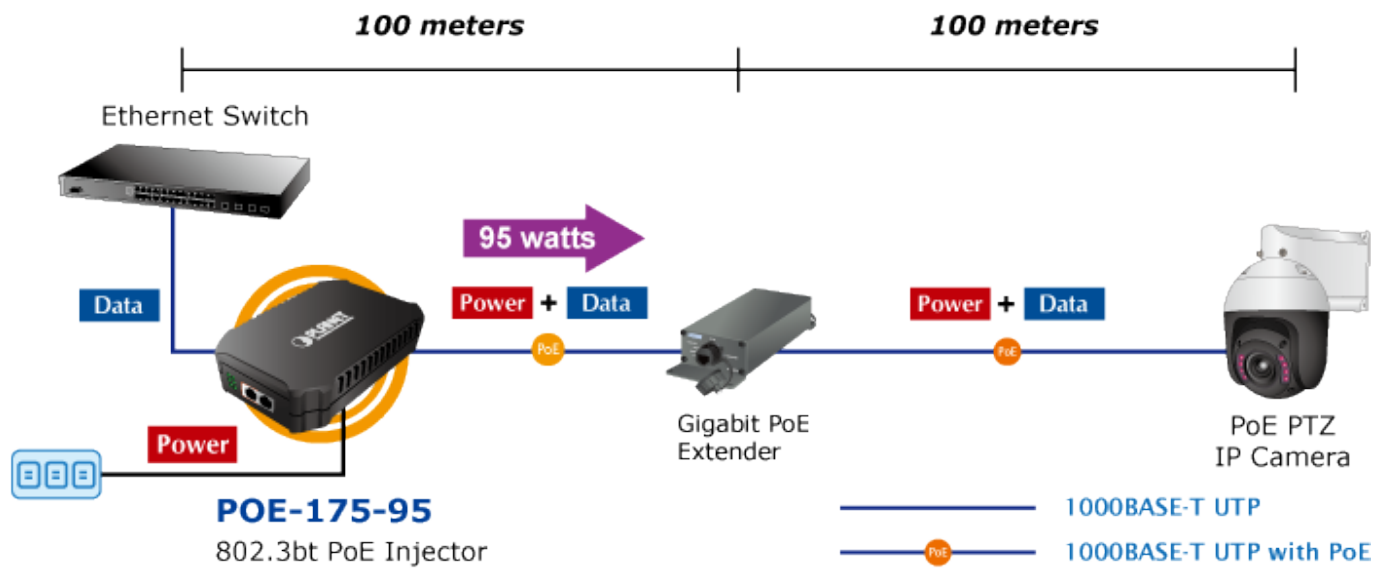 100 meters 100 meters
Ethernet Switch
95 watts
Data
Power + Data
Power + Data
PoE
PoE
PLANET
Gigabit PoE
Extender
PoE PTZ
IP Camera
Power
POE-175-95
802.3bt PoE Injector
1000BASE-T UTP
PoE
1000BASE-T UTP with PoE